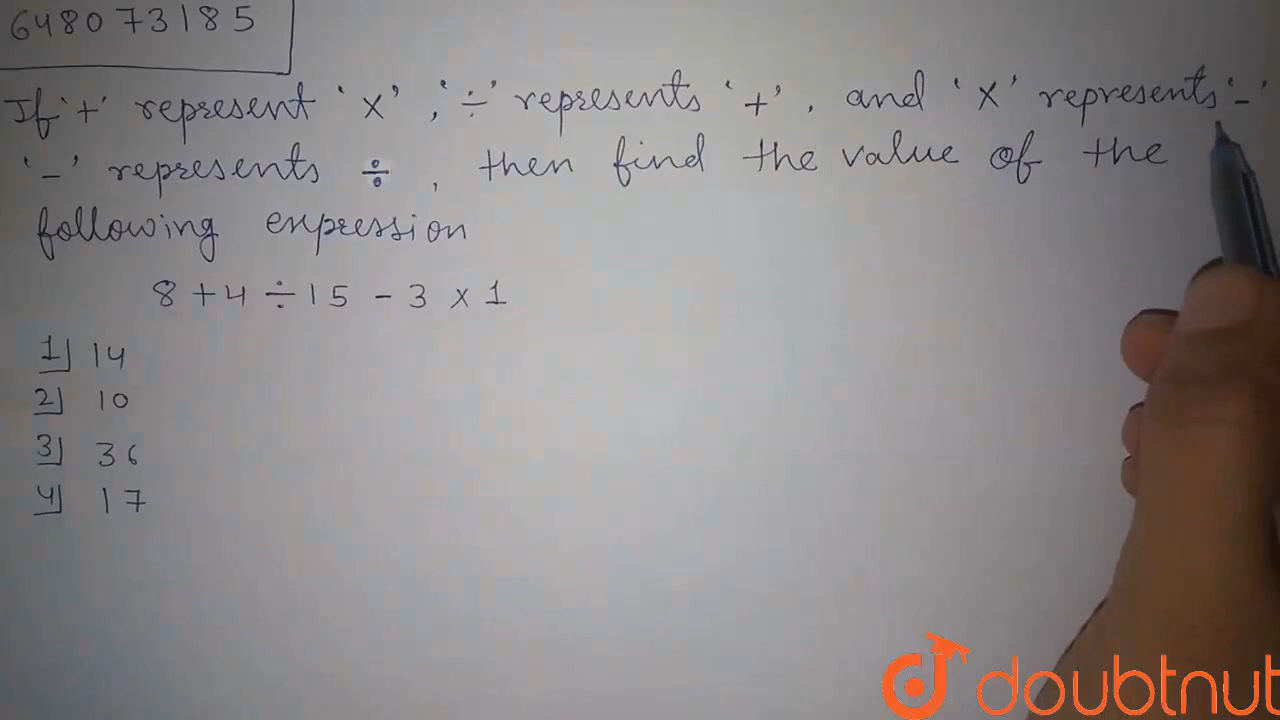 648073185
If '+' represent 'x', '÷' represents '+', and 'x' represents '-'
'-' represents ÷, then find the value of the
following expression
8 + 4 ÷ 15 - 3 x 1
1] 14
2] 10
3] 36
4] 17
doubtnut